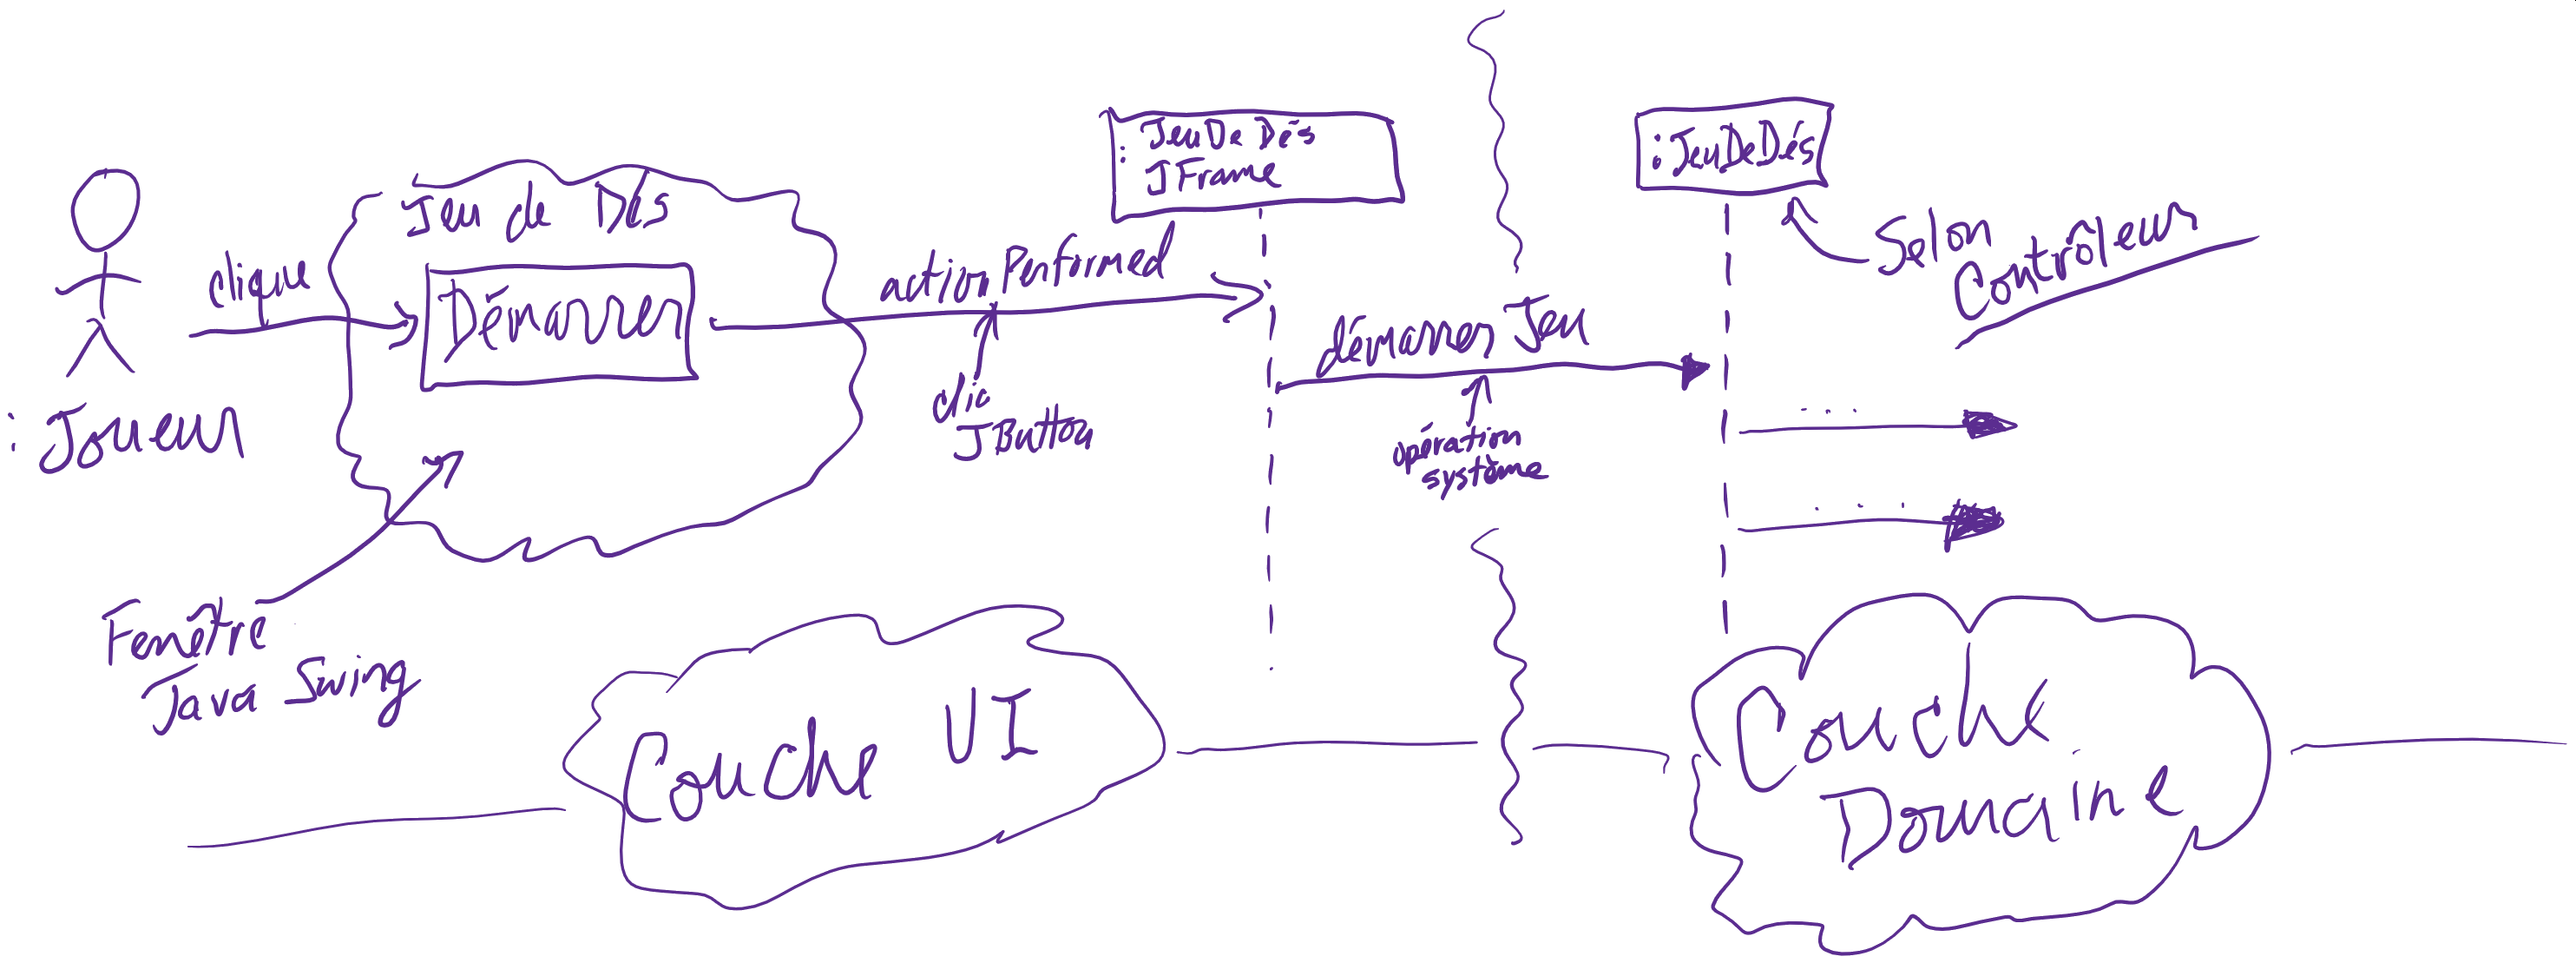 : Joueur
clique
Jeu de Dés
Démarrer
Fenêtre
Java Swing
actionPerformed
clic
JButton
: JeuDeDés
JFrame
démarrerJeu
opération
système
:JeuDeDés
Selon
Contrôleur
...
...
Couche UI
Couche
Domaine